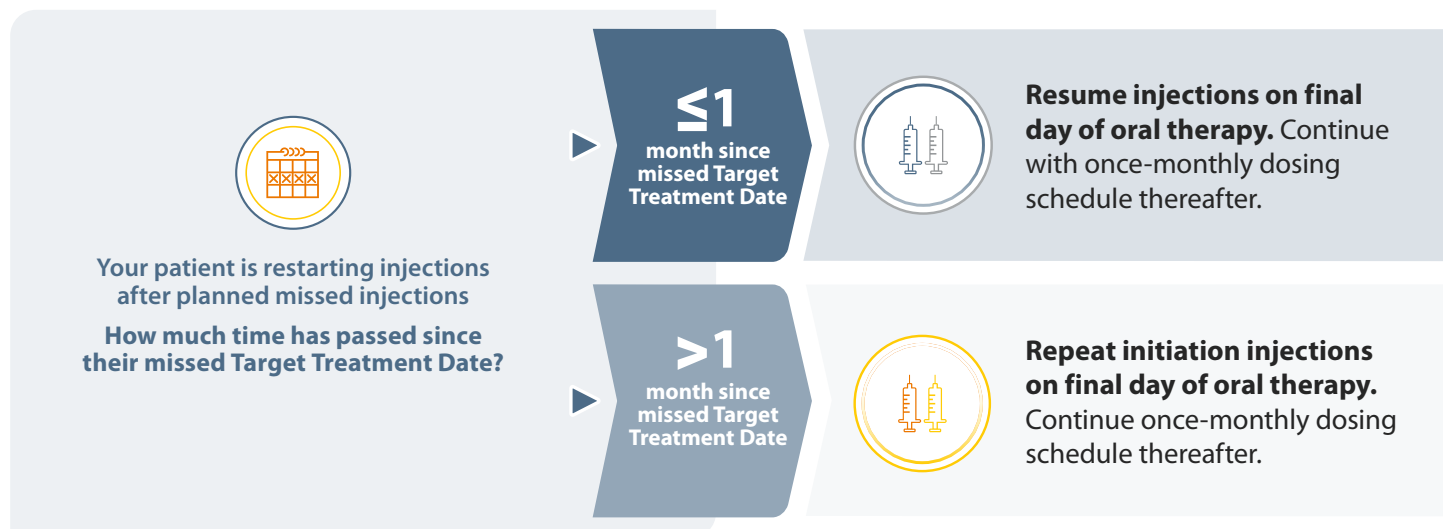 Your patient is restarting injections
after planned missed injections
How much time has passed since
their missed Target Treatment Date?
≤1
month since
missed Target
Treatment Date
Resume injections on final
day of oral therapy. Continue
with once-monthly dosing
schedule thereafter.
>1
month since
missed Target
Treatment Date
Repeat initiation injections
on final day of oral therapy.
Continue once-monthly dosing
schedule thereafter.